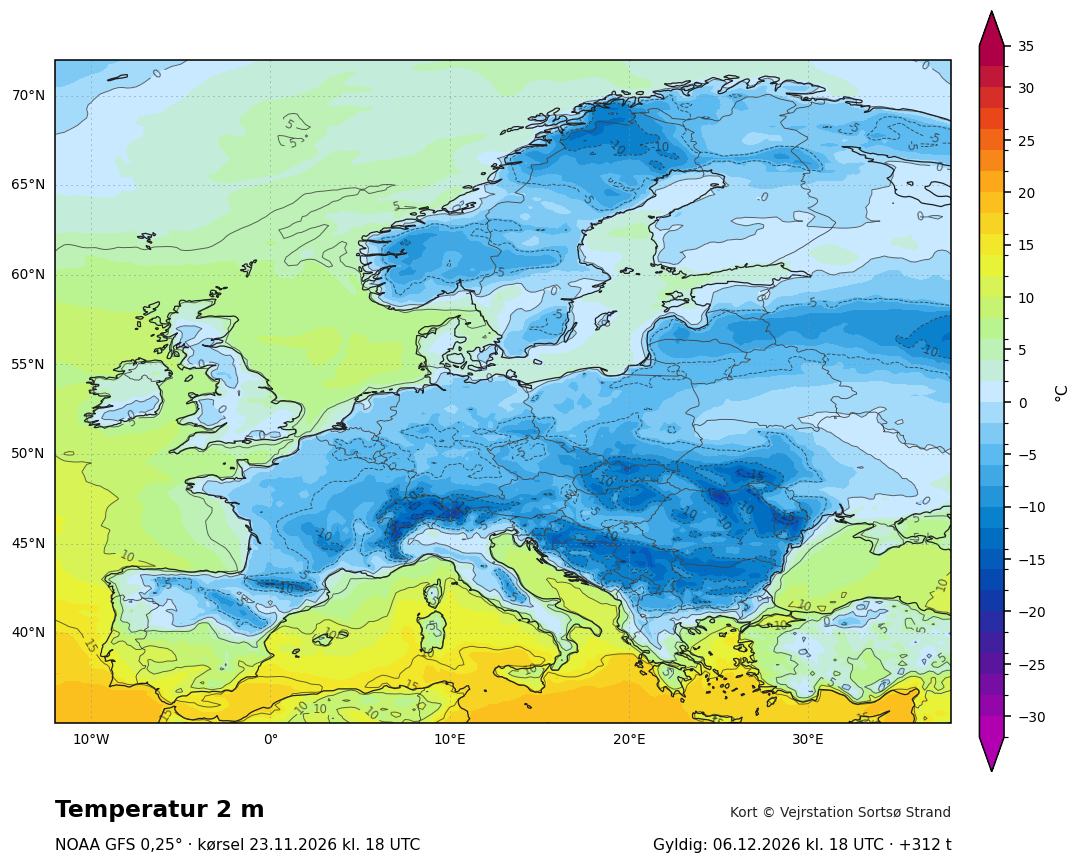 70°N
65°N
60°N
55°N
50°N
45°N
40°N
10°W 0° 10°E 20°E 30°E
35
30
25
20
15
10
5
0
−5
−10
−15
−20
−25
−30
°C
Temperatur 2 m
Kort © Vejrstation Sortsø Strand
NOAA GFS 0,25° · kørsel 23.11.2026 kl. 18 UTC
Gyldig: 06.12.2026 kl. 18 UTC · +312 t